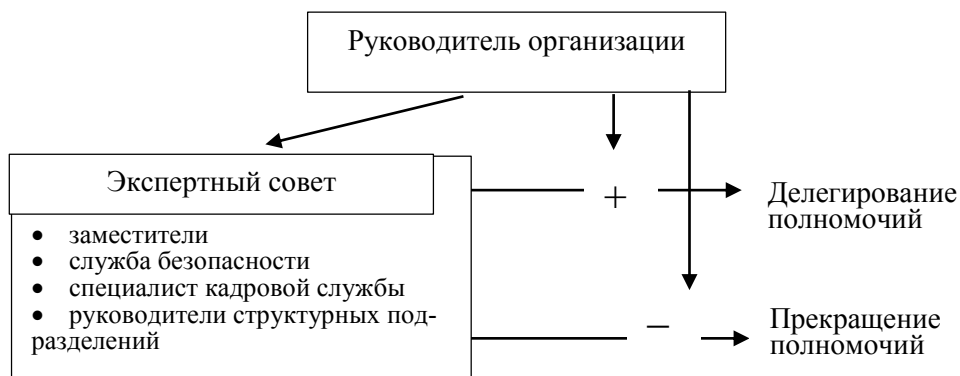 Руководитель организации
Экспертный совет
• заместители
• служба безопасности
• специалист кадровой службы
• руководители структурных под-
разделений
+
Делегирование
полномочий
–
Прекращение
полномочий